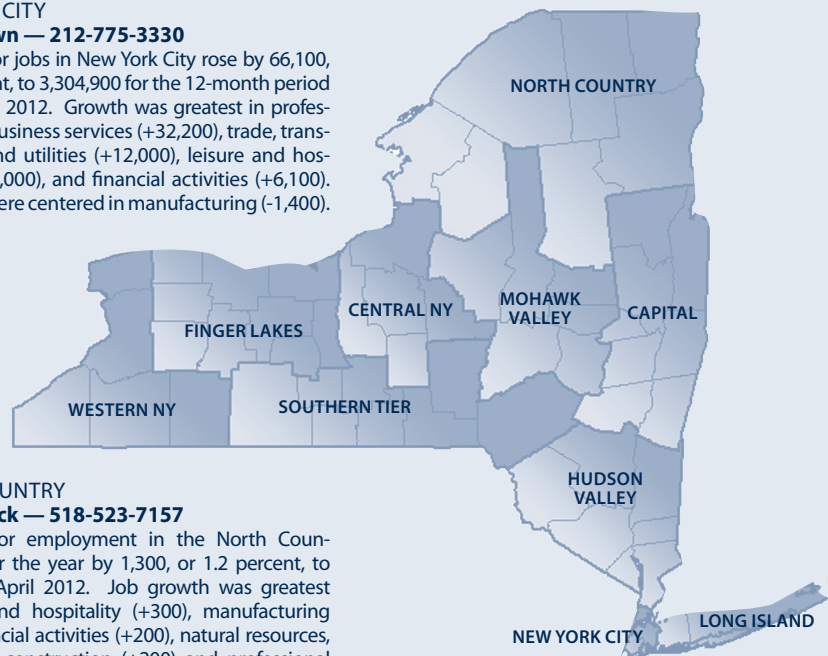 CITY
wn — 212-775-3330
or jobs in New York City rose by 66,100,
nt, to 3,304,900 for the 12-month period
2012. Growth was greatest in profes-
usiness services (+32,200), trade, trans-
nd utilities (+12,000), leisure and hos-
,000), and financial activities (+6,100).
ere centered in manufacturing (-1,400).
UNTRY
ck — 518-523-7157
or employment in the North Coun-
r the year by 1,300, or 1.2 percent, to
April 2012. Job growth was greatest
nd hospitality (+300), manufacturing
cial activities (+200), natural resources,
construction and professional
NORTH COUNTRY
CENTRAL NY
MOHAWK
VALLEY
CAPITAL
FINGER LAKES
WESTERN NY
SOUTHERN TIER
HUDSON
VALLEY
LONG ISLAND
NEW YORK CITY